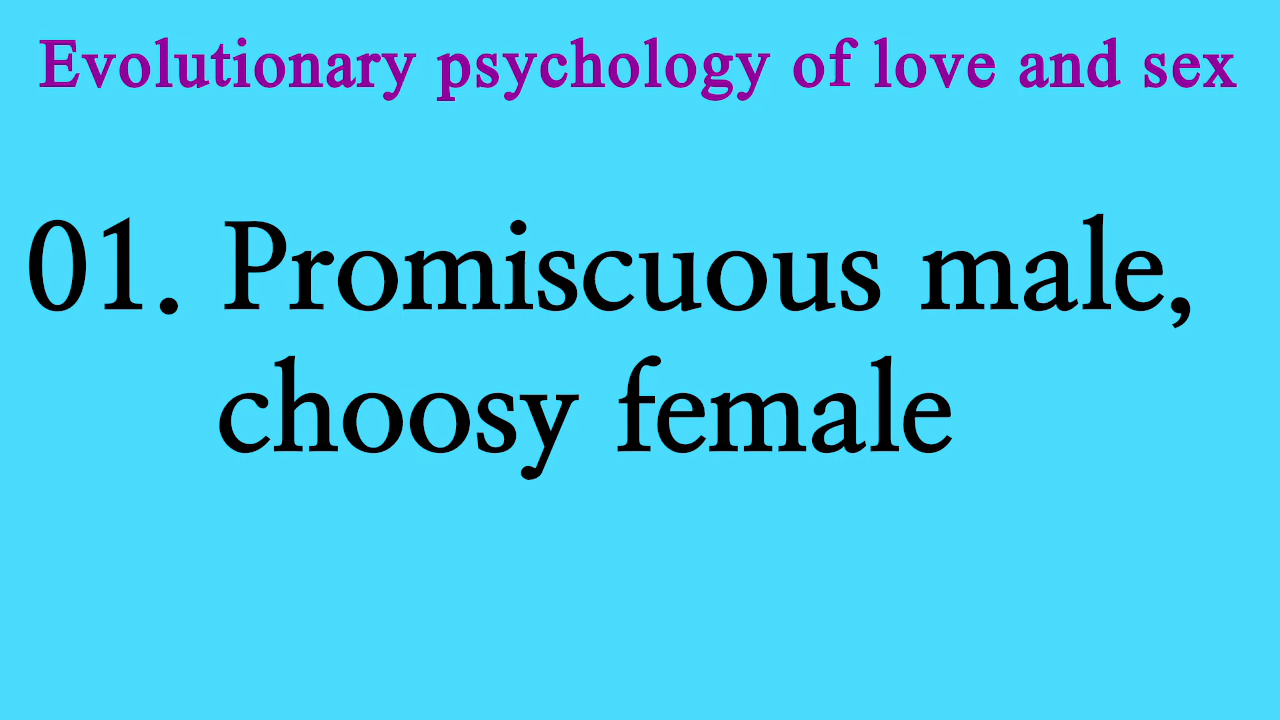 Evolutionary psychology of love and sex
01. Promiscuous male,
choosy female